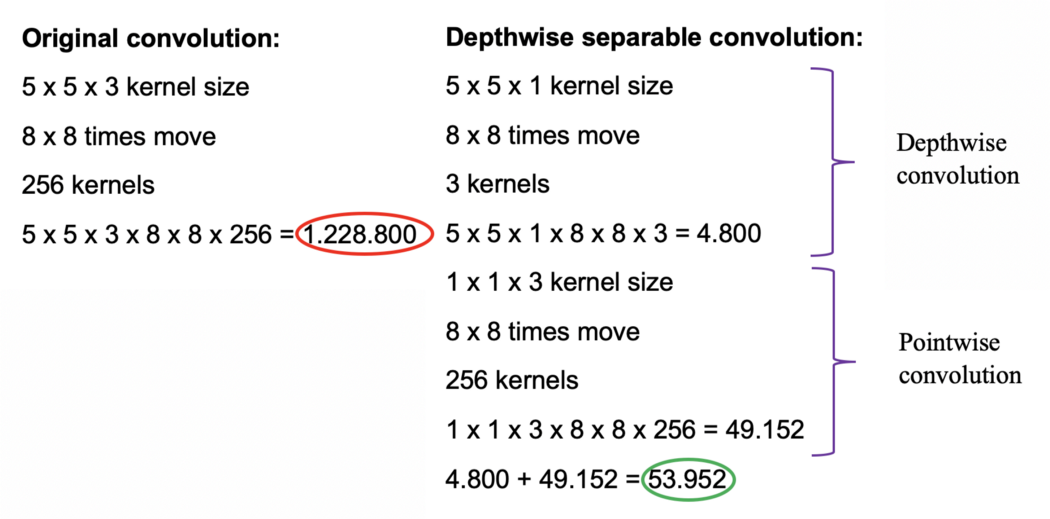 Original convolution:
5 x 5 x 3 kernel size
8 x 8 times move
256 kernels
5 x 5 x 3 x 8 x 8 x 256 = 1.228.800
Depthwise separable convolution:
5 x 5 x 1 kernel size
8 x 8 times move
3 kernels
5 x 5 x 1 x 8 x 8 x 3 = 4.800
1 x 1 x 3 kernel size
8 x 8 times move
256 kernels
1 x 1 x 3 x 8 x 8 x 256 = 49.152
4.800 + 49.152 = 53.952
Depthwise
convolution
Pointwise
convolution